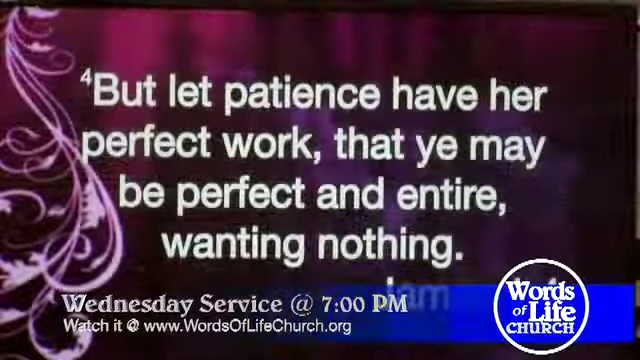 ⁴But let patience have her
perfect work, that ye may
be perfect and entire,
wanting nothing.
Wednesday Service @ 7:00 PM
Watch it @ www.WordsOfLifeChurch.org
Words
of Life
CHURCH